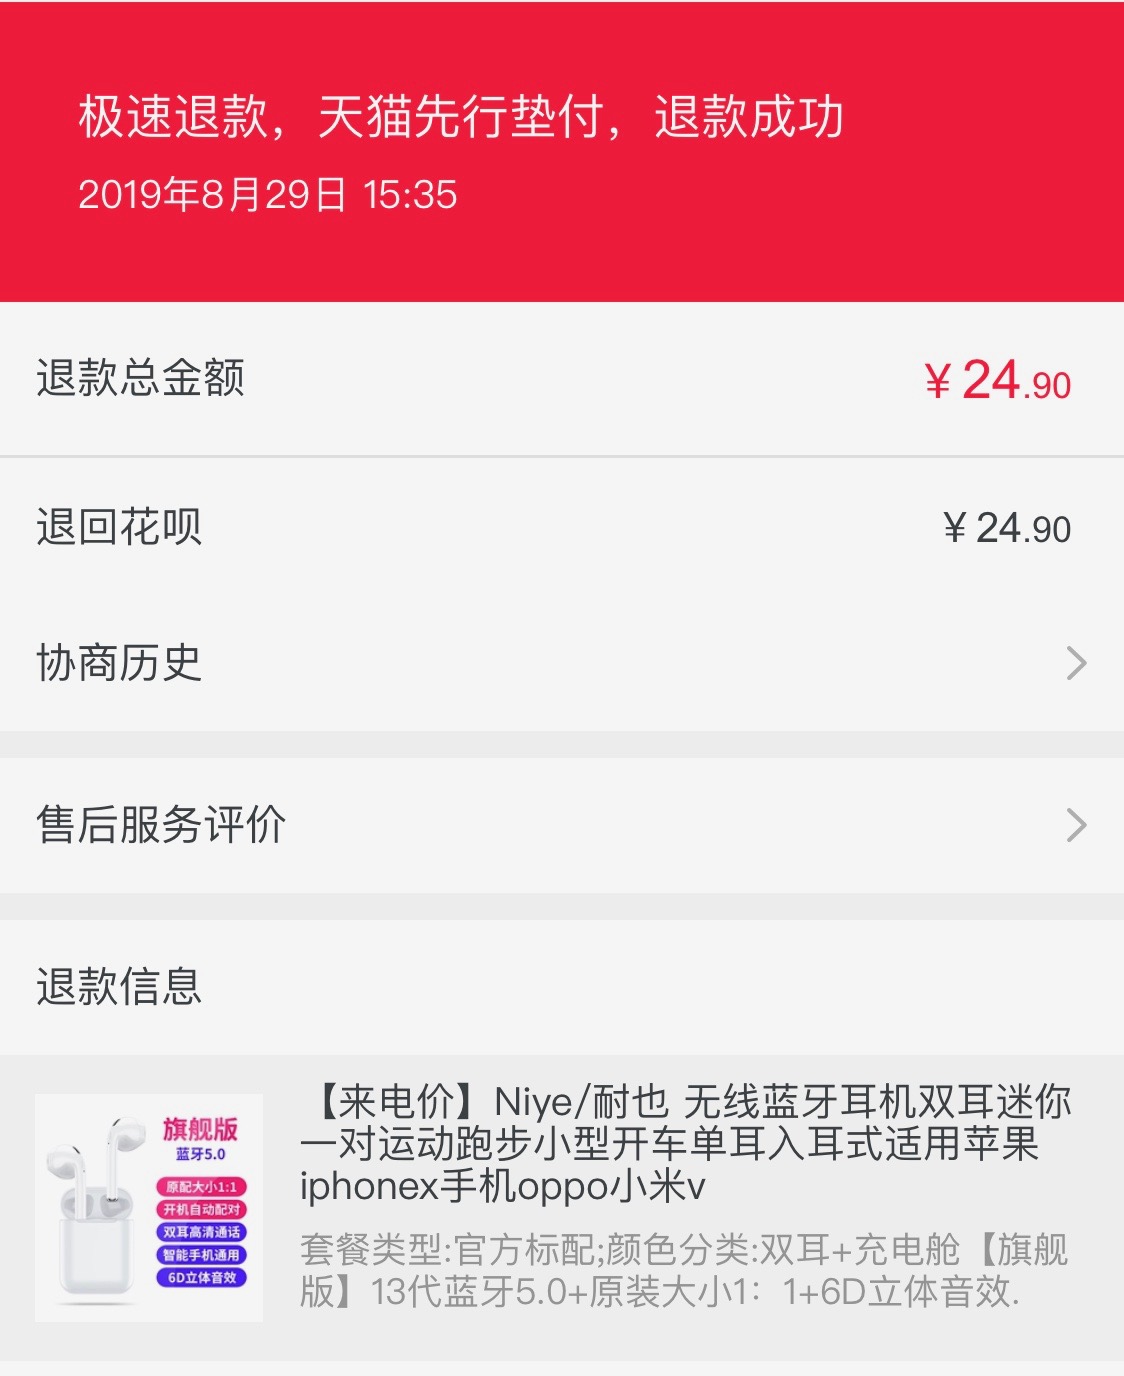 极速退款，天猫先行垫付，退款成功
2019年8月29日 15:35
退款总金额
¥ 24.90
退回花呗
¥ 24.90
协商历史
售后服务评价
退款信息
旗舰版
蓝牙5.0
原配大小1:1
开机自动配对
双耳高清通话
智能手机通用
6D立体音效
【来电价】Niye/耐也 无线蓝牙耳机双耳迷你
一对运动跑步小型开车单耳入耳式适用苹果
iphonex手机oppo小米v
套餐类型:官方标配;颜色分类:双耳+充电舱【旗舰
版】13代蓝牙5.0+原装大小1：1+6D立体音效.